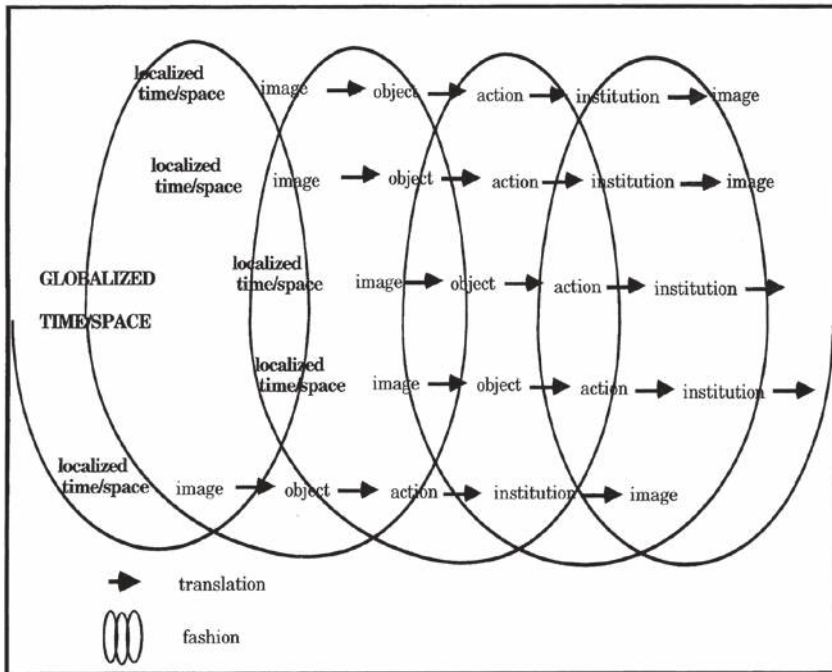 localized
time/space image object action institution image
localized
time/space image object action institution image
GLOBALIZED localized
time/space image object action institution
TIME/SPACE
localized
time/space image object action institution
localized
time/space image object action institution image
translation
fashion